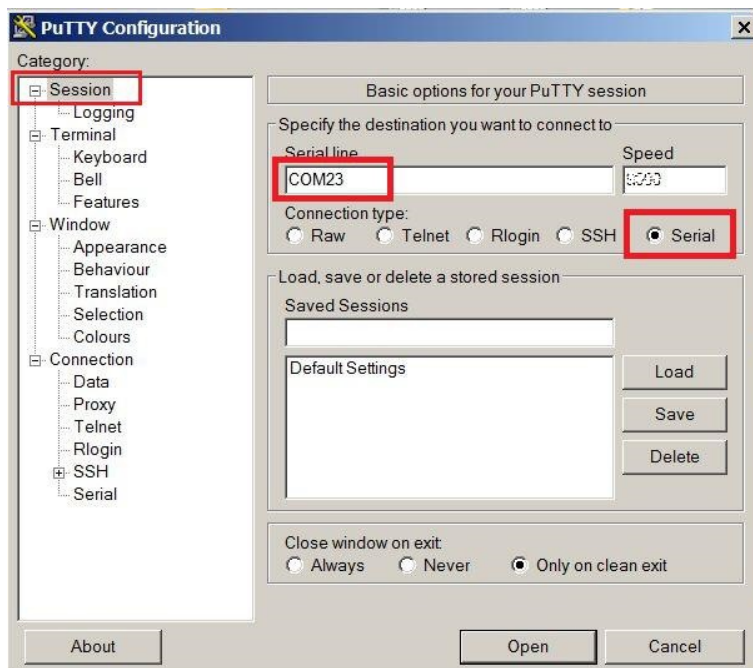 PuTTY Configuration
Category:
Session
Logging
Terminal
Keyboard
Bell
Features
Window
Appearance
Behaviour
Translation
Selection
Colours
Connection
Data
Proxy
Telnet
Rlogin
SSH
Serial
Basic options for your PuTTY session
Specify the destination you want to connect to
Serial line Speed
COM23
Connection type:
Raw Telnet Rlogin SSH Serial
Load, save or delete a stored session
Saved Sessions
Default Settings
Load
Save
Delete
Close window on exit:
Always Never Only on clean exit
About Open Cancel